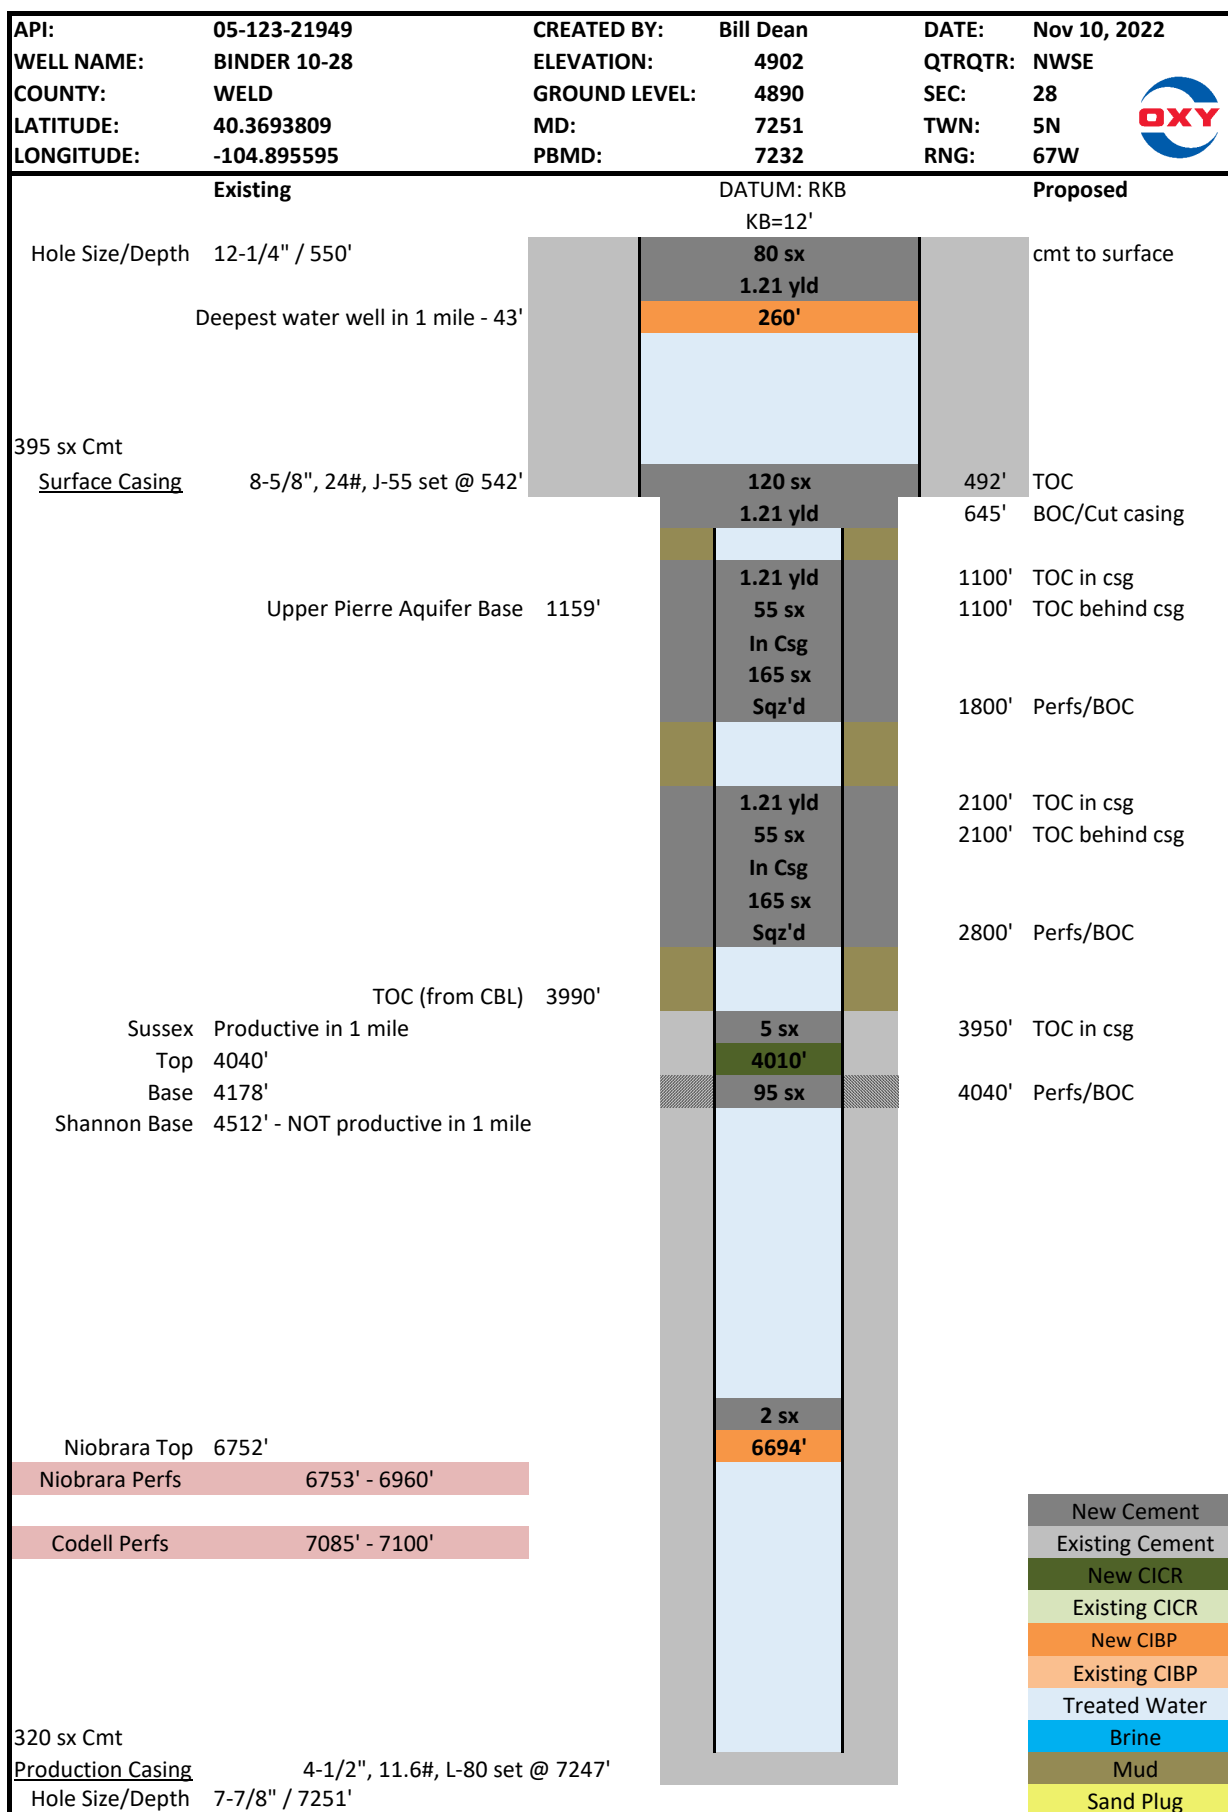 API: 05-123-21949 CREATED BY: Bill Dean DATE: Nov 10, 2022
WELL NAME: BINDER 10-28 ELEVATION: 4902 QTRQTR: NWSE
COUNTY: WELD GROUND LEVEL: 4890 SEC: 28
OXY
LATITUDE: 40.3693809 MD: 7251 TWN: 5N
LONGITUDE: -104.895595 PBMD: 7232 RNG: 67W
Existing DATUM: RKB Proposed
KB=12'
Hole Size/Depth 12-1/4" / 550' 80 sx cmt to surface
1.21 yld
Deepest water well in 1 mile - 43' 260'
395 sx Cmt
Surface Casing 8-5/8", 24#, J-55 set @ 542' 120 sx 492' TOC
1.21 yld 645' BOC/Cut casing
1.21 yld 1100' TOC in csg
Upper Pierre Aquifer Base 1159' 55 sx 1100' TOC behind csg
In Csg
165 sx
Sqz'd 1800' Perfs/BOC
1.21 yld 2100' TOC in csg
55 sx 2100' TOC behind csg
In Csg
165 sx
Sqz'd 2800' Perfs/BOC
TOC (from CBL) 3990'
Sussex Productive in 1 mile 5 sx 3950' TOC in csg
Top 4040' 4010'
Base 4178' 95 sx 4040' Perfs/BOC
Shannon Base 4512' - NOT productive in 1 mile
2 sx
Niobrara Top 6752' 6694'
Niobrara Perfs 6753' - 6960'
New Cement
Codell Perfs 7085' - 7100' Existing Cement
New CICR
Existing CICR
New CIBP
Existing CIBP
Treated Water
320 sx Cmt Brine
Production Casing 4-1/2", 11.6#, L-80 set @ 7247' Mud
Hole Size/Depth 7-7/8" / 7251' Sand Plug